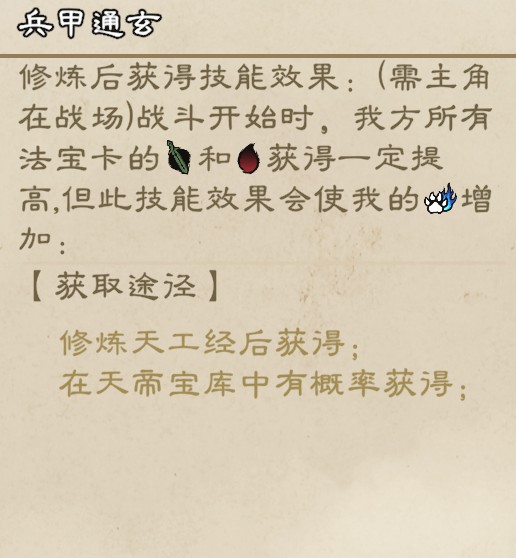 兵甲通玄
修炼后获得技能效果：(需主角
在战场)战斗开始时，我方所有
法宝卡的和获得一定提
高,但此技能效果会使我的增
加：
【获取途径】
修炼天工经后获得；
在天帝宝库中有概率获得；